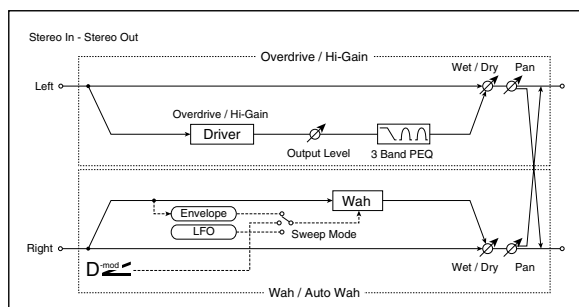 Stereo In - Stereo Out
Overdrive / Hi-Gain
Wet / Dry
Pan
Left
Overdrive / Hi-Gain
Driver
Output Level
3 Band PEQ
Wah
Envelope
LFO
Sweep Mode
Right
D-mod
Wet / Dry
Pan
Wah / Auto Wah